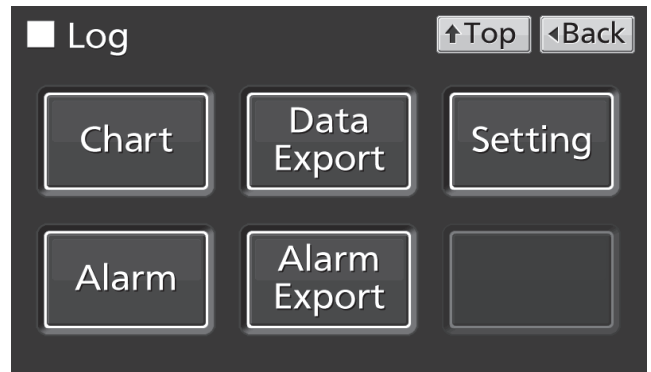 Log
Top
Back
Chart
Data
Export
Setting
Alarm
Alarm
Export